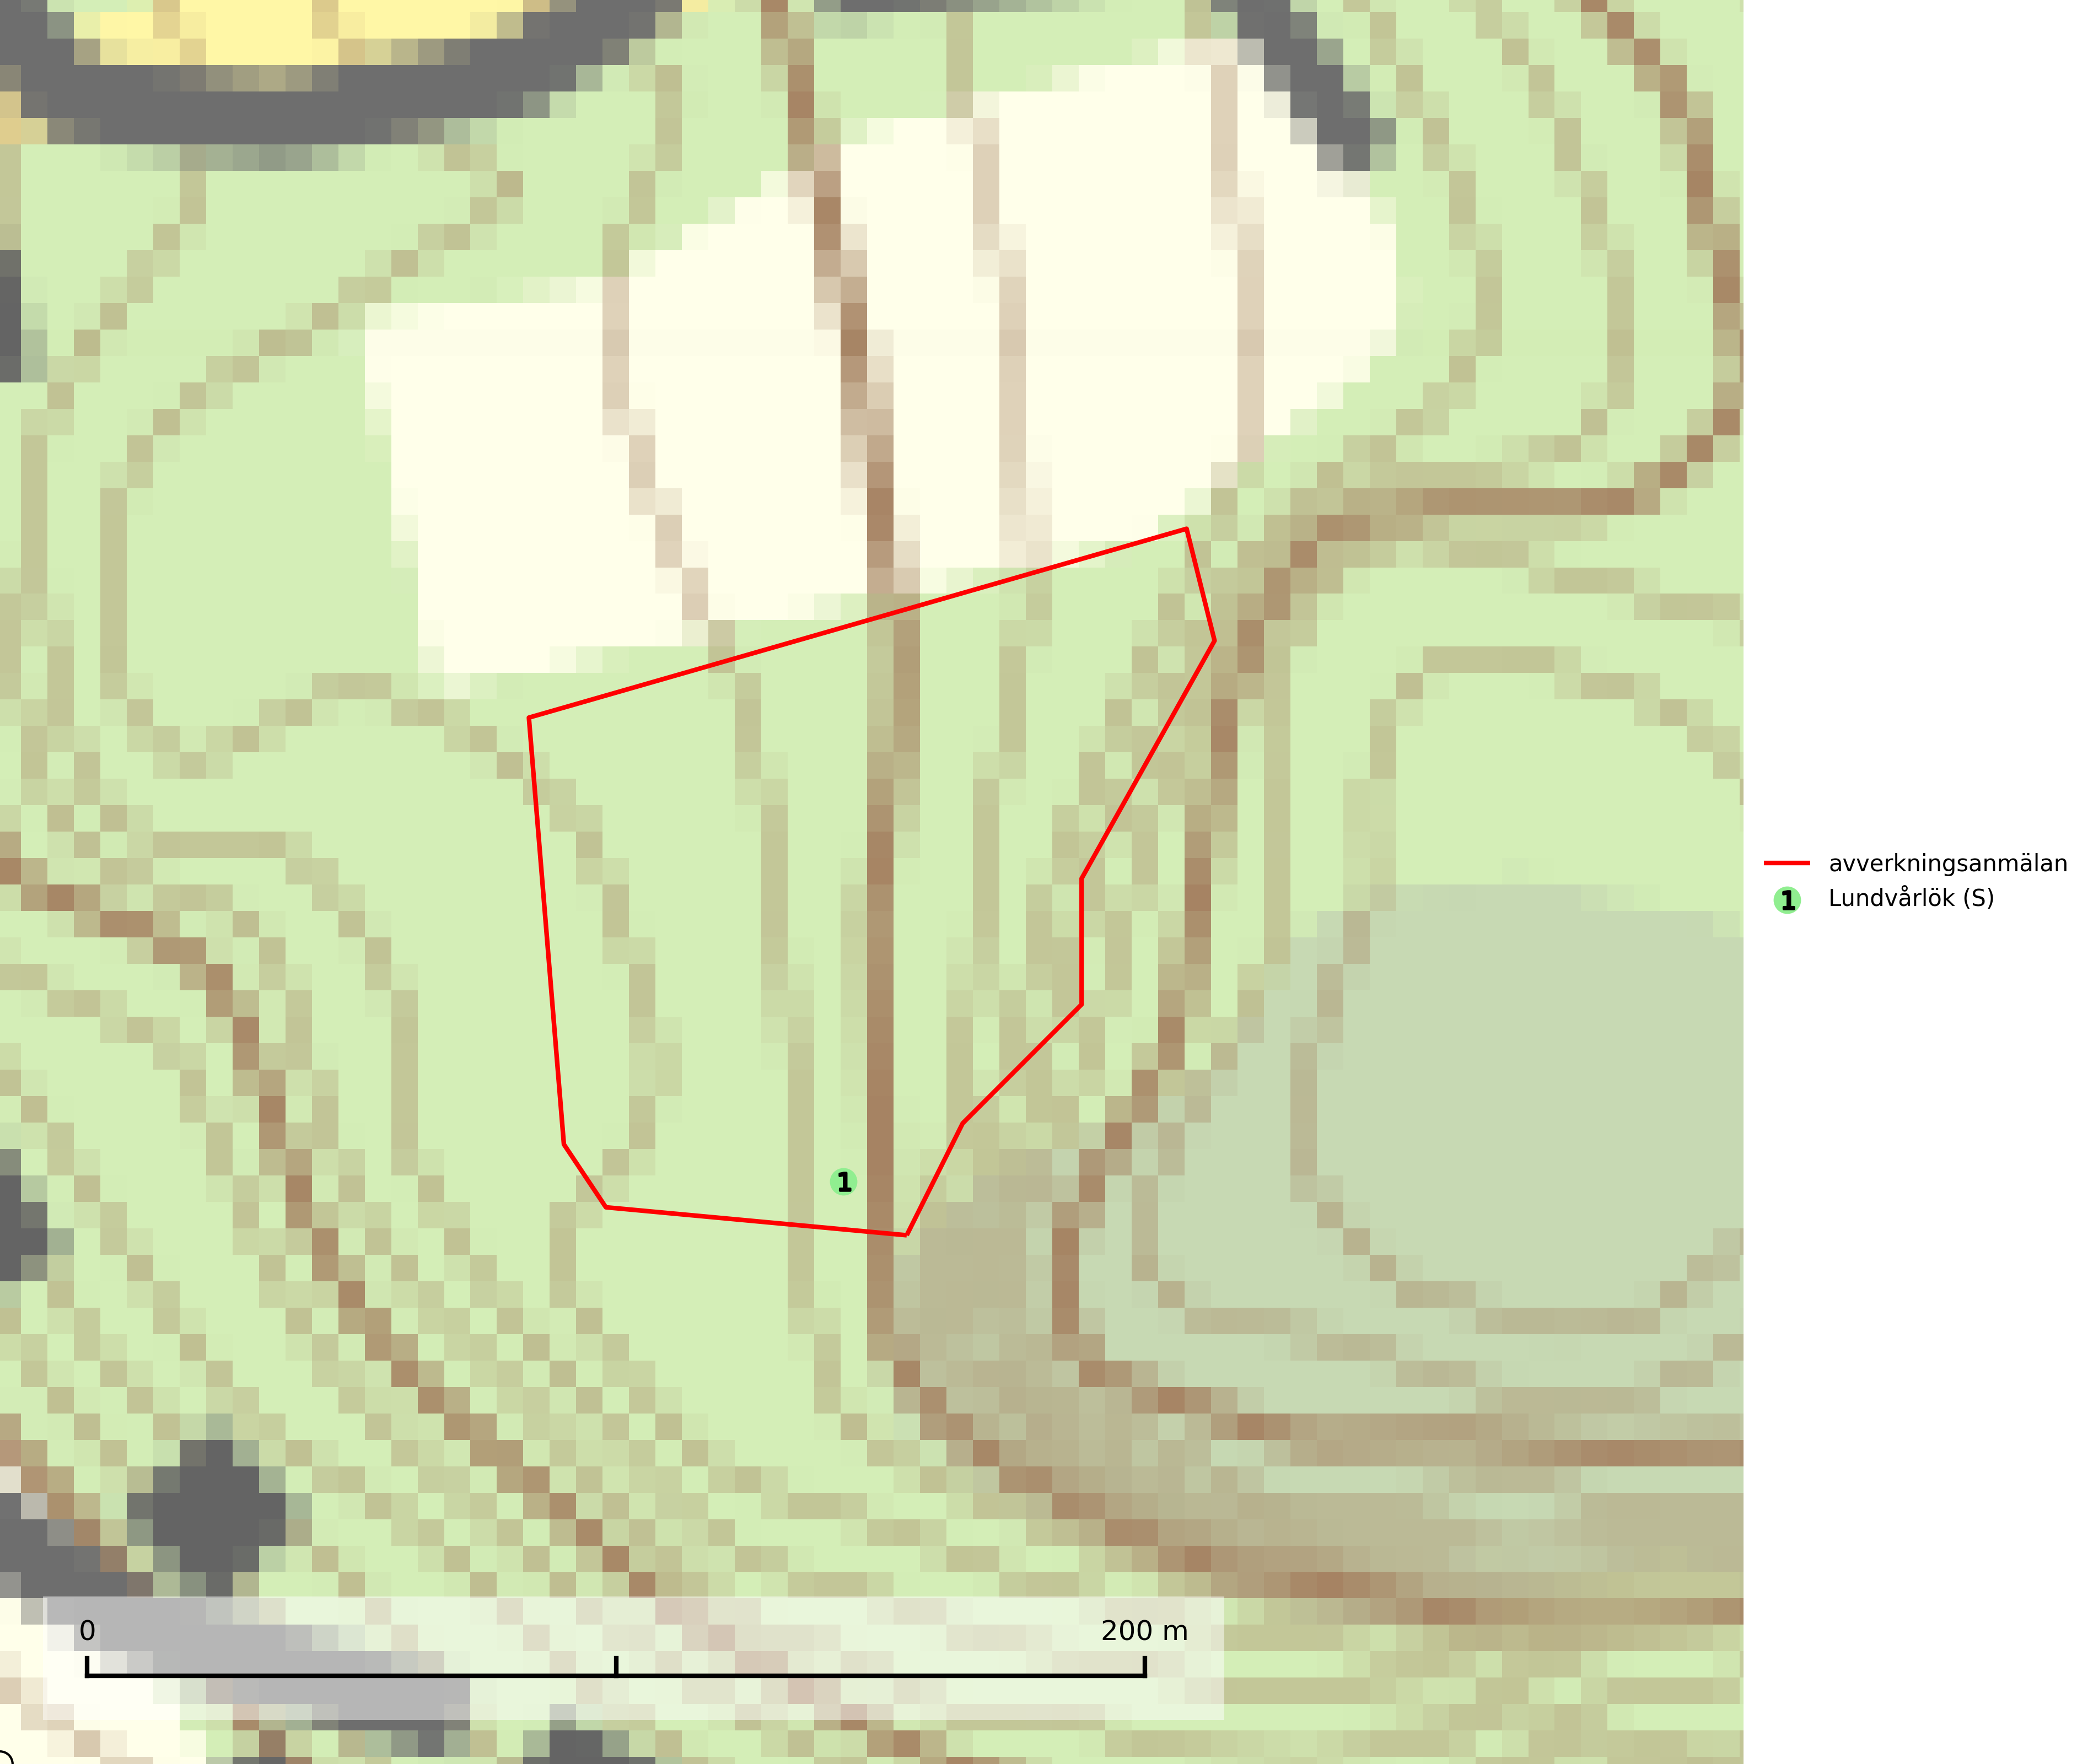 avverkningsanmälan
1 Lundvårlök (S)
1
0 200 m